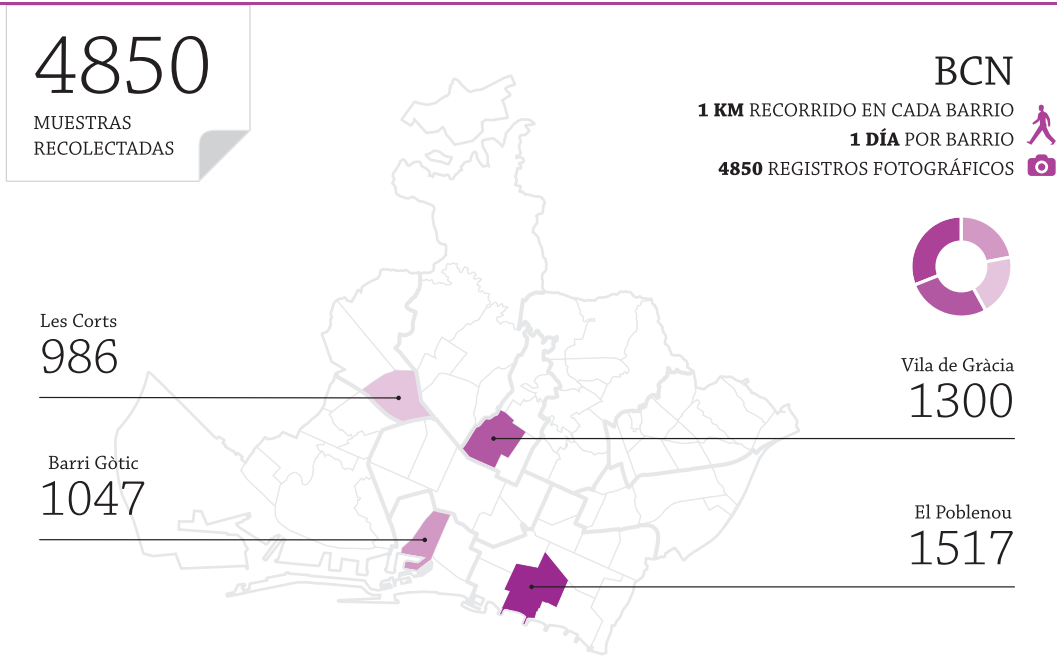 4850
MUESTRAS
RECOLECTADAS
BCN
1 KM RECORRIDO EN CADA BARRIO
1 DÍA POR BARRIO
4850 REGISTROS FOTOGRÁFICOS
Les Corts
986
Vila de Gràcia
1300
Barri Gòtic
1047
El Poblenou
1517